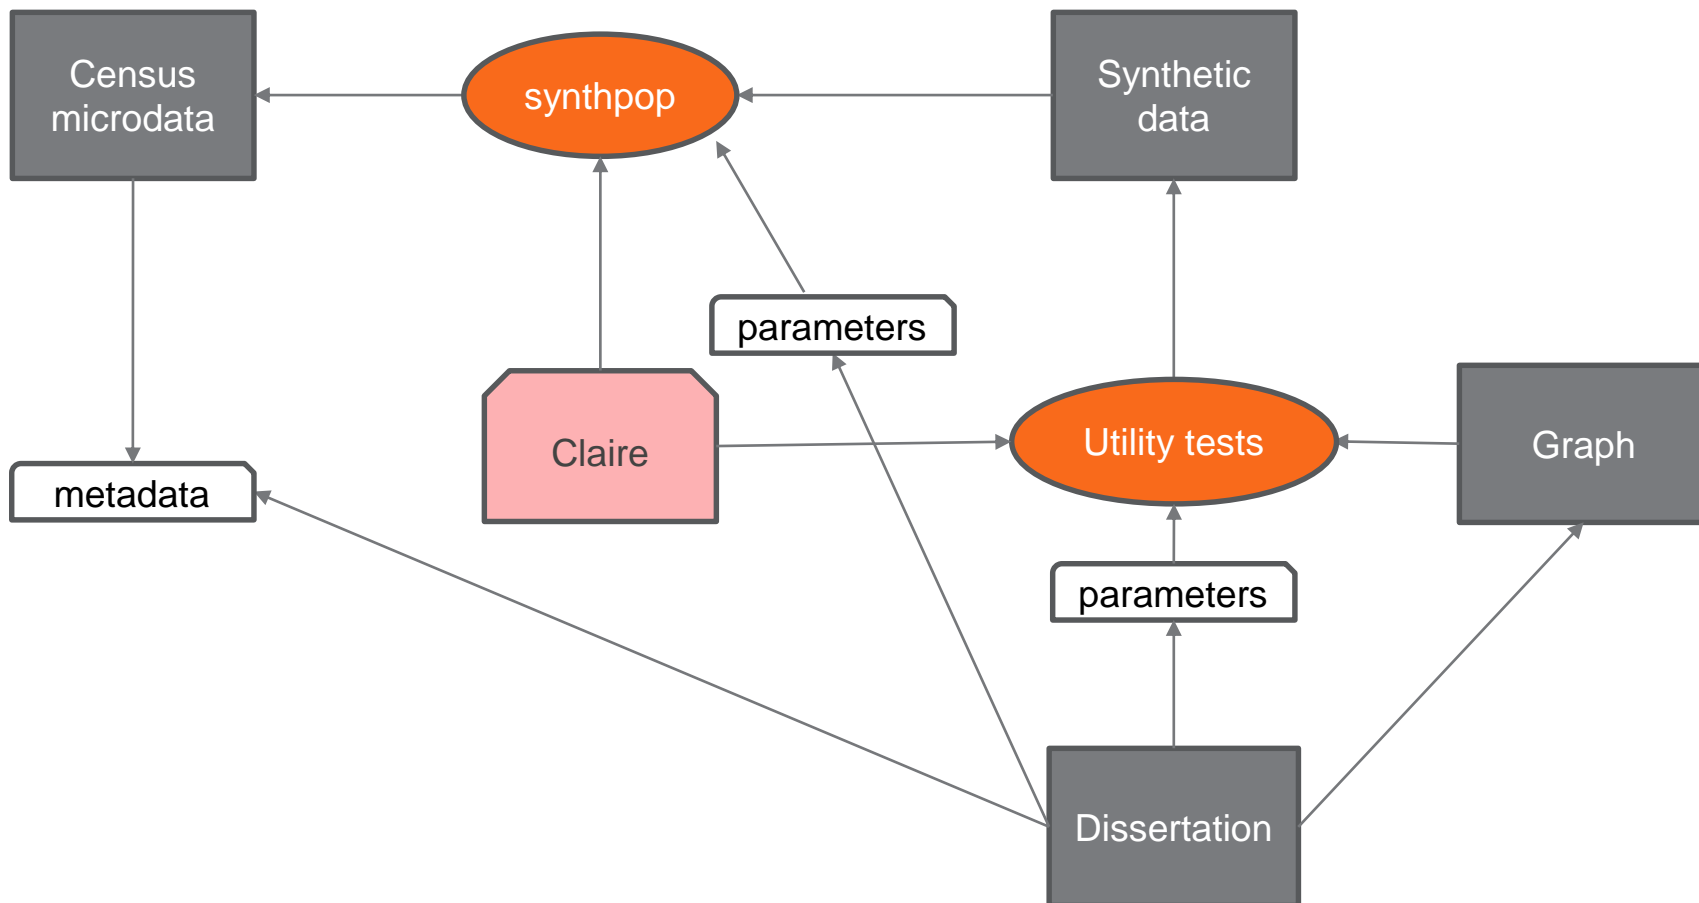 Census
microdata
synthpop
Synthetic
data
parameters
Claire
Utility tests
Graph
metadata
parameters
Dissertation